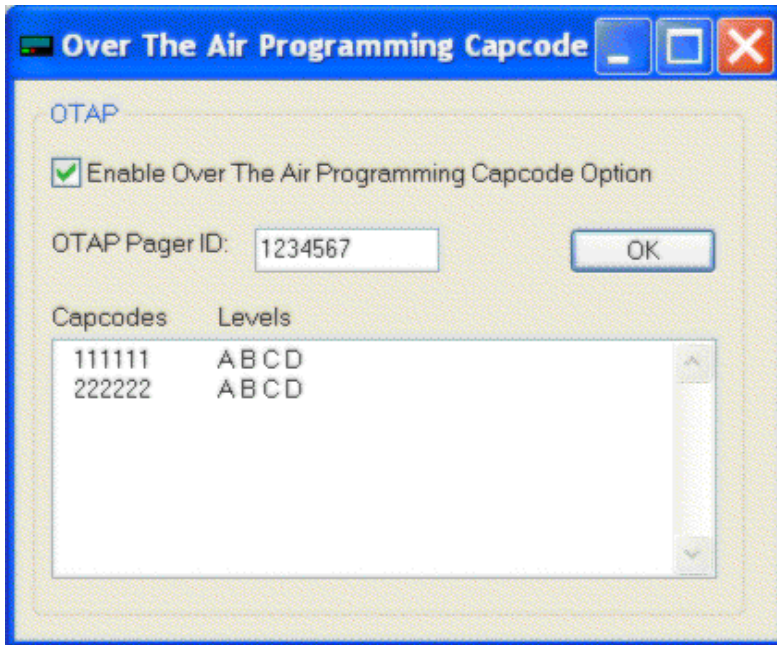 Over The Air Programming Capcode
OTAP
Enable Over The Air Programming Capcode Option
OTAP Pager ID: 1234567 OK
Capcodes Levels
111111 A B C D
222222 A B C D